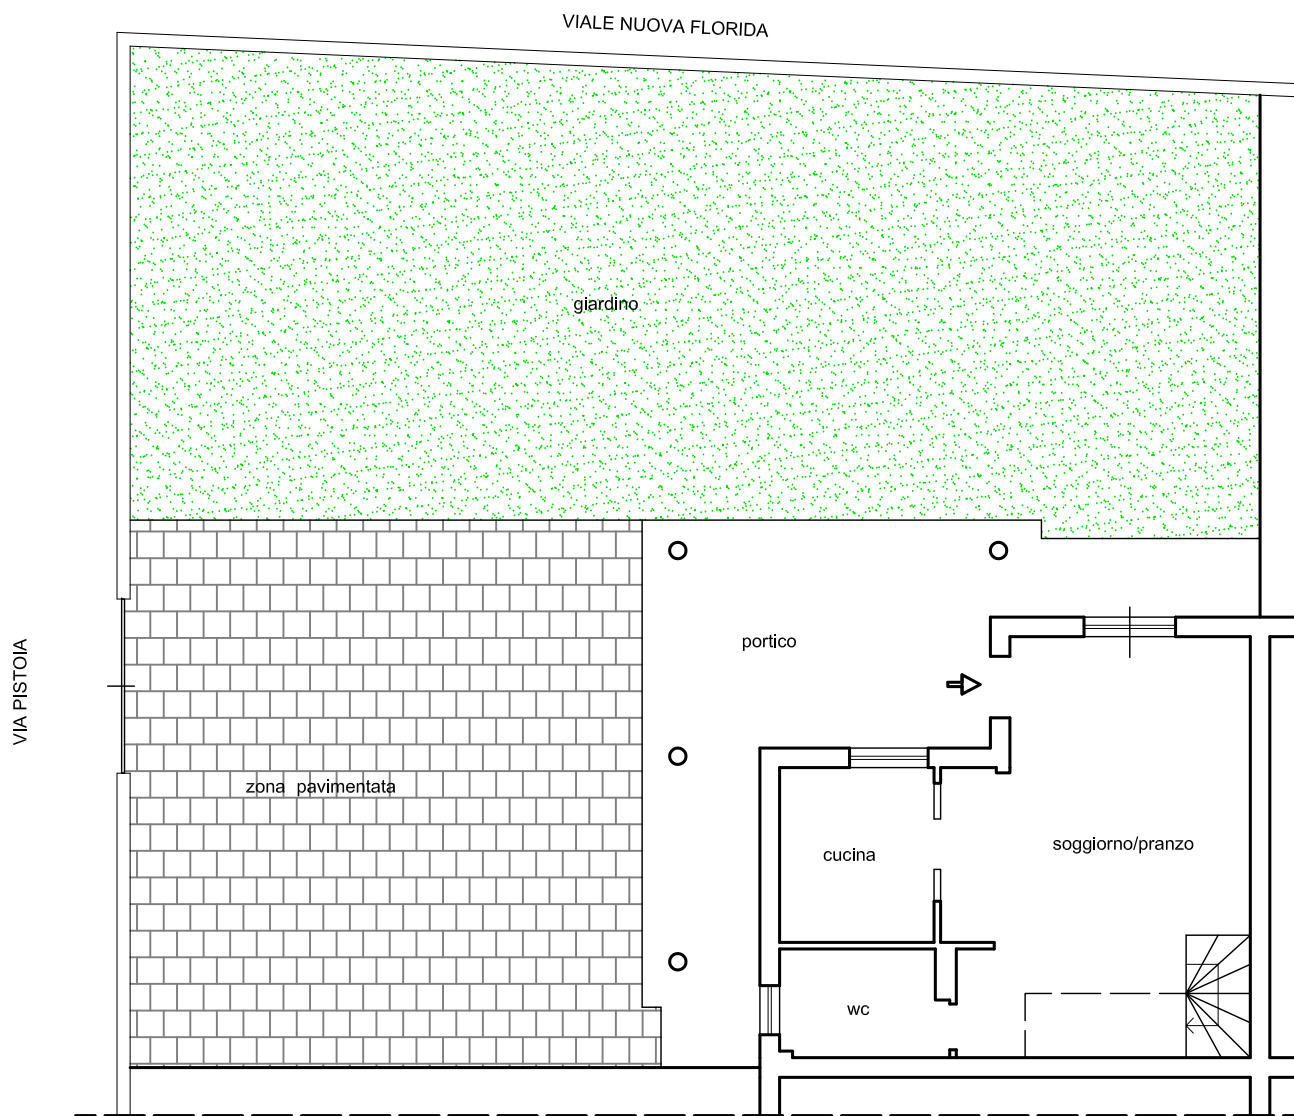 VIALE NUOVA FLORIDA
giardino
portico
VIA PISTOIA
zona pavimentata
cucina
soggiorno/pranzo
wc